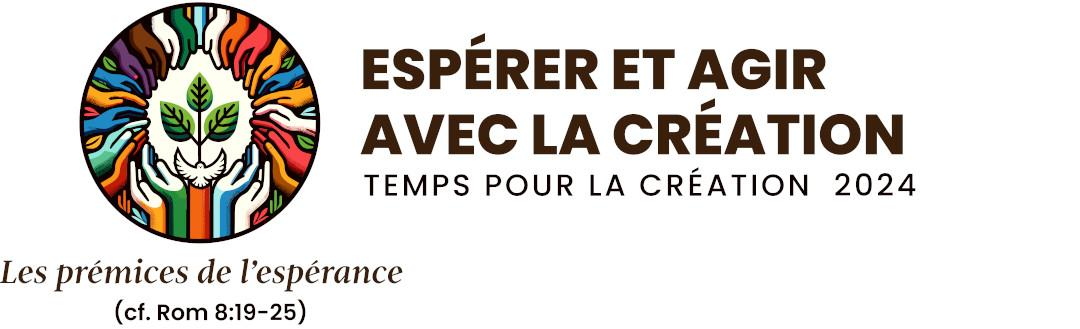 ESPÉRER ET AGIR
AVEC LA CRÉATION
TEMPS POUR LA CRÉATION 2024
Les prémices de l’espérance
(cf. Rom 8:19-25)